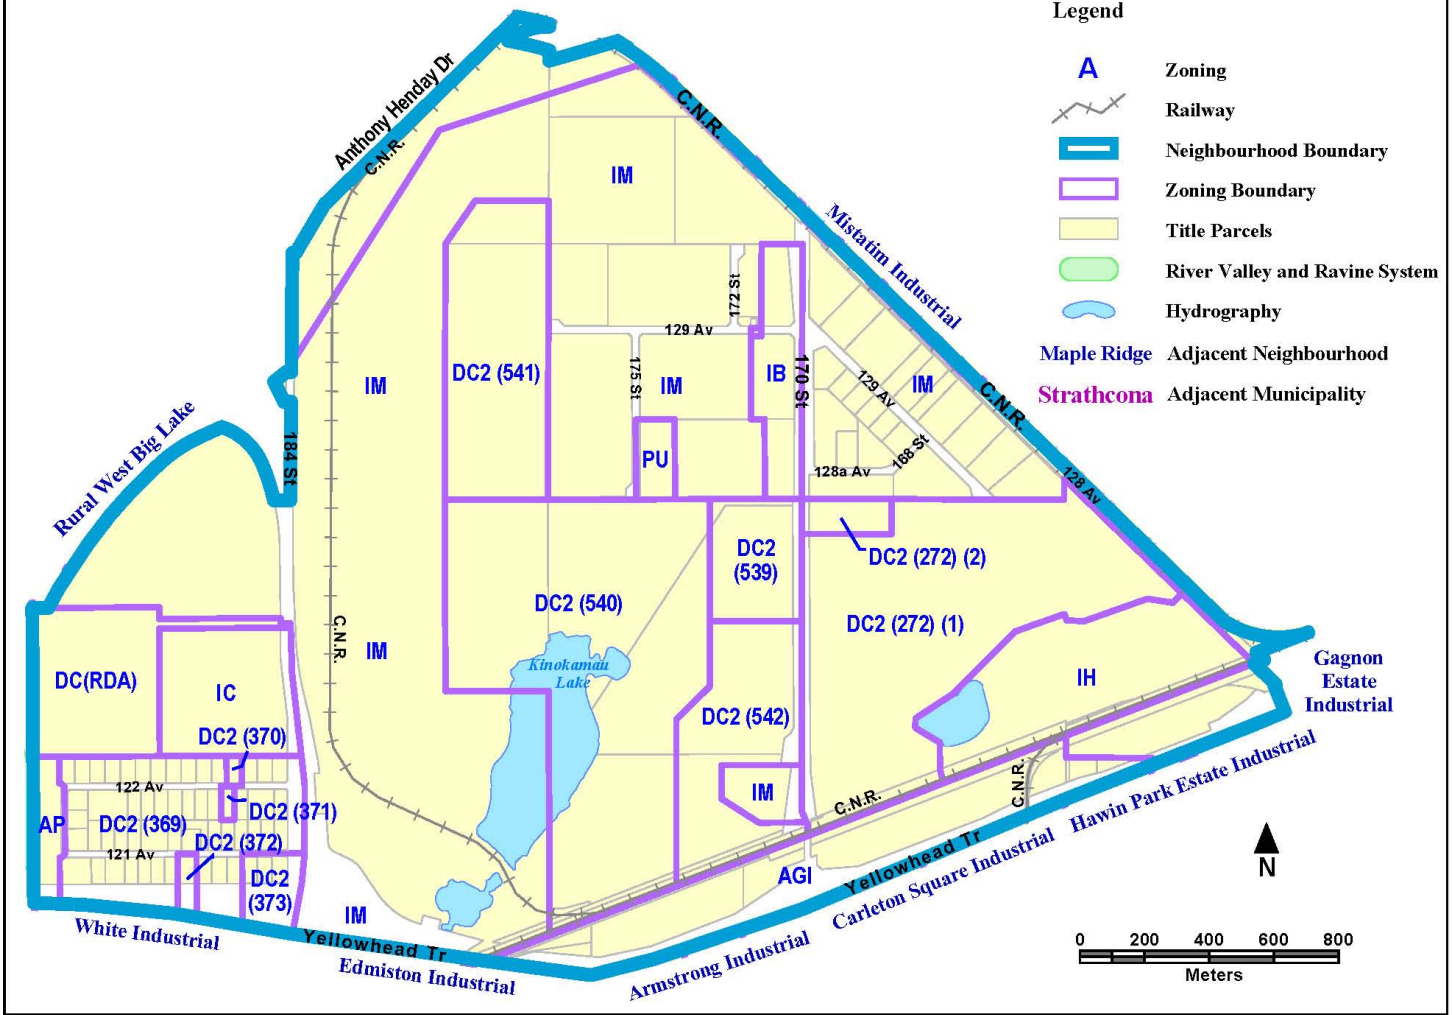 Legend
A Zoning
Railway
Neighbourhood Boundary
Zoning Boundary
Title Parcels
River Valley and Ravine System
Hydrography
Maple Ridge Adjacent Neighbourhood
Strathcona Adjacent Municipality
Anthony Henday Dr
C.N.R.
C.N.R.
IM
Mistatim Industrial
172 St
129 Av
175 St
170 St
DC2 (541)
IM
IM
IB
129 Av
IM
C.N.R.
Rural West Big Lake
184 St
PU
128a Av
168 St
128 Av
DC2
(539)
DC2 (272) (2)
DC2 (540)
DC2 (272) (1)
C.N.R.
IM
Kinokamau
Lake
DC(RDA)
IC
IH
Gagnon
Estate
Industrial
DC2 (370)
DC2 (542)
122 Av
DC2 (371)
IM
C.N.R.
C.N.R.
AP
DC2 (369)
DC2 (372)
121 Av
DC2
(373)
AGI
Yellowhead Tr
Hawin Park Estate Industrial
Carleton Square Industrial
IM
White Industrial
Yellowhead Tr
Edmiston Industrial
Armstrong Industrial
N
0 200 400 600 800
Meters